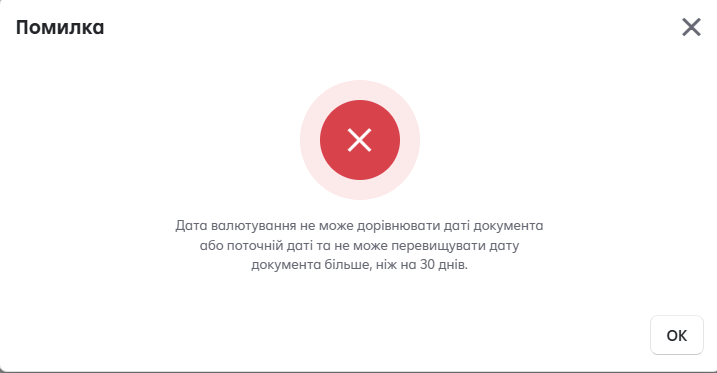 Помилка
Дата валютування не може дорівнювати даті документа
або поточній даті та не може перевищувати дату
документа більше, ніж на 30 днів.
ОК